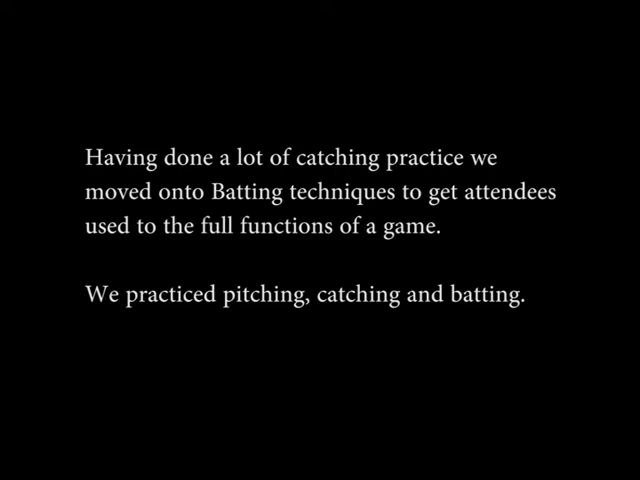 Having done a lot of catching practice we
moved onto Batting techniques to get attendees
used to the full functions of a game.
We practiced pitching, catching and batting.